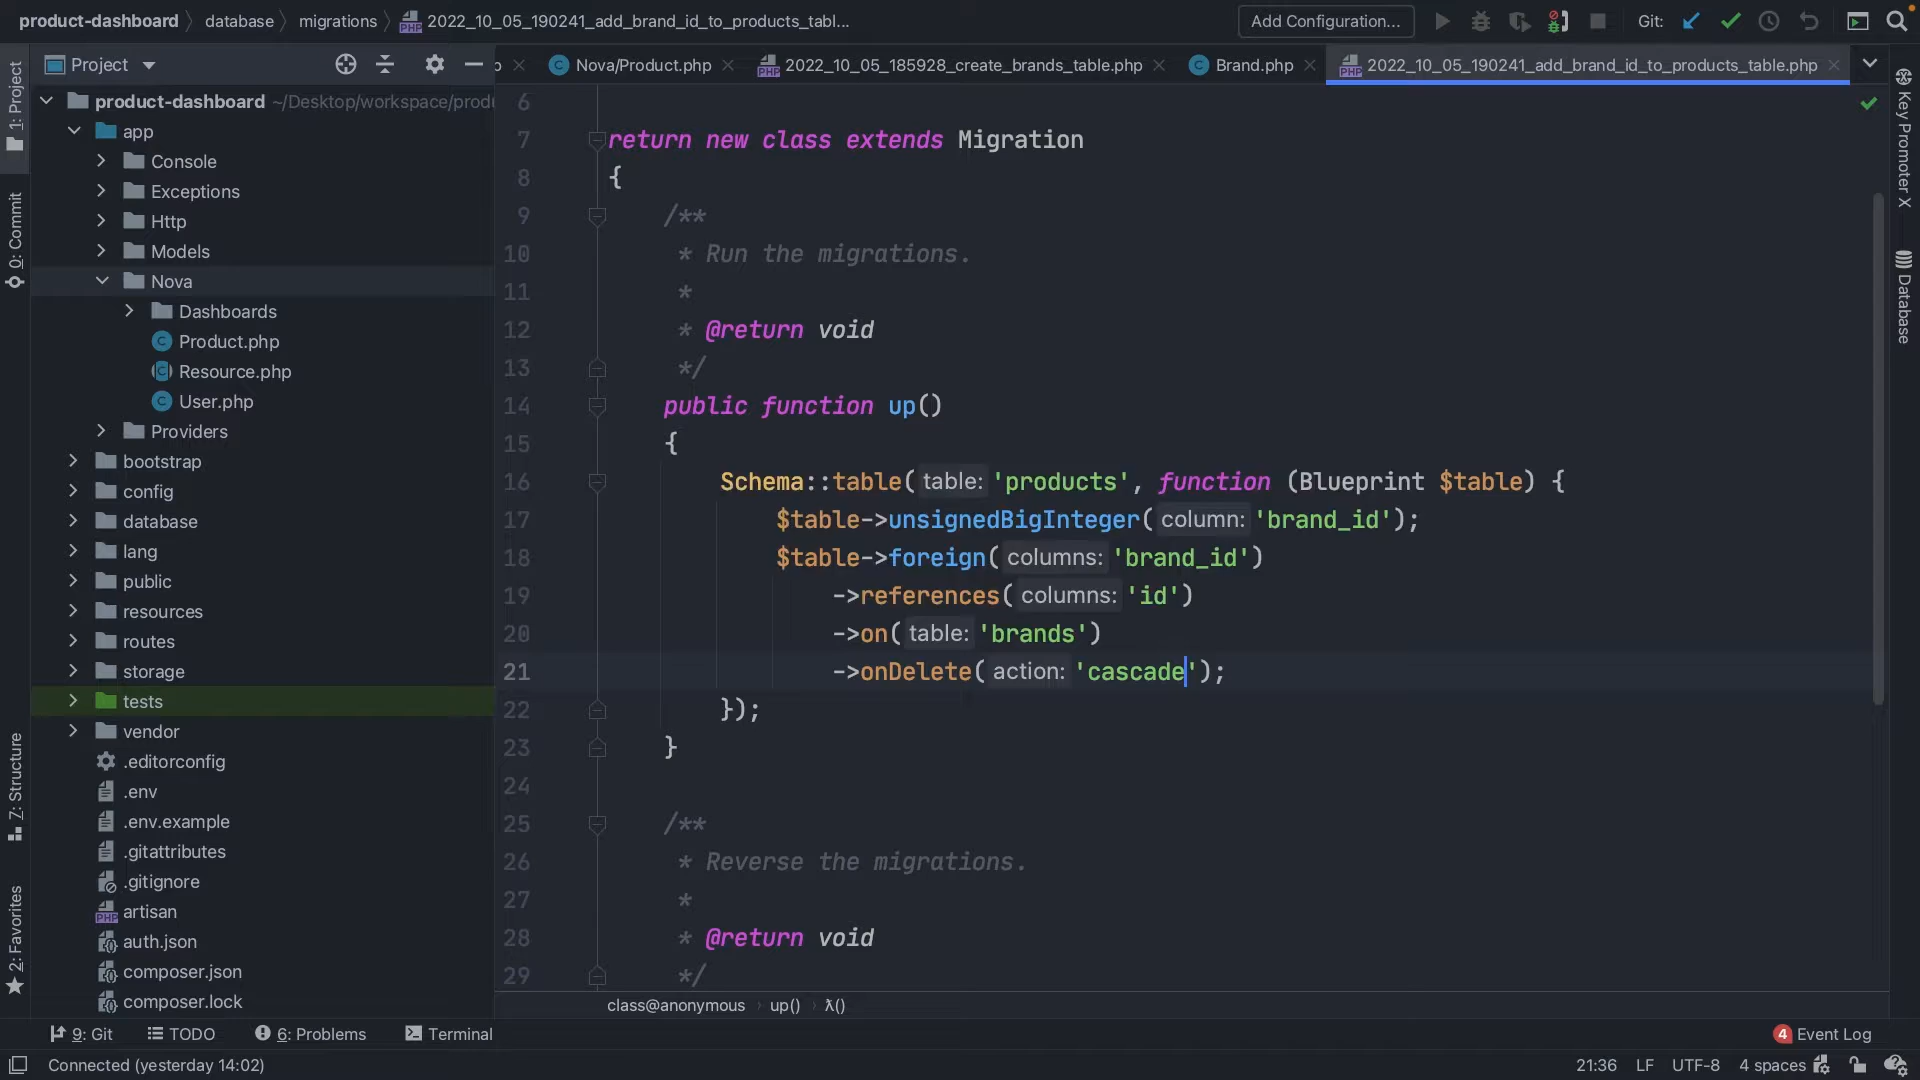 product-dashboard database migrations 2022_10_05_190241_add_brand_id_to_products_tabl... Add Configuration... Git:
Project Nova/Product.php 2022_10_05_185928_create_brands_table.php Brand.php 2022_10_05_190241_add_brand_id_to_products_table.php
1: Project
0: Commit
Z: Structure
2: Favorites
product-dashboard ~/Desktop/workspace/prod
app
Console
Exceptions
Http
Models
Nova
Dashboards
Product.php
Resource.php
User.php
Providers
bootstrap
config
database
lang
public
resources
routes
storage
tests
vendor
.editorconfig
.env
.env.example
.gitattributes
.gitignore
artisan
auth.json
composer.json
composer.lock
6
7 return new class extends Migration
8 {
9 /**
10 * Run the migrations.
11 *
12 * @return void
13 */
14 public function up()
15 {
16 Schema::table( table: 'products', function (Blueprint $table) {
17 $table->unsignedBigInteger( column: 'brand_id');
18 $table->foreign( columns: 'brand_id')
19 ->references( columns: 'id')
20 ->on( table: 'brands')
21 ->onDelete( action: 'cascade');
22 });
23 }
24
25 /**
26 * Reverse the migrations.
27 *
28 * @return void
29 */
class@anonymous up() λ()
Key Promoter X
Database
9: Git TODO 6: Problems Terminal 4 Event Log
Connected (yesterday 14:02) 21:36 LF UTF-8 4 spaces